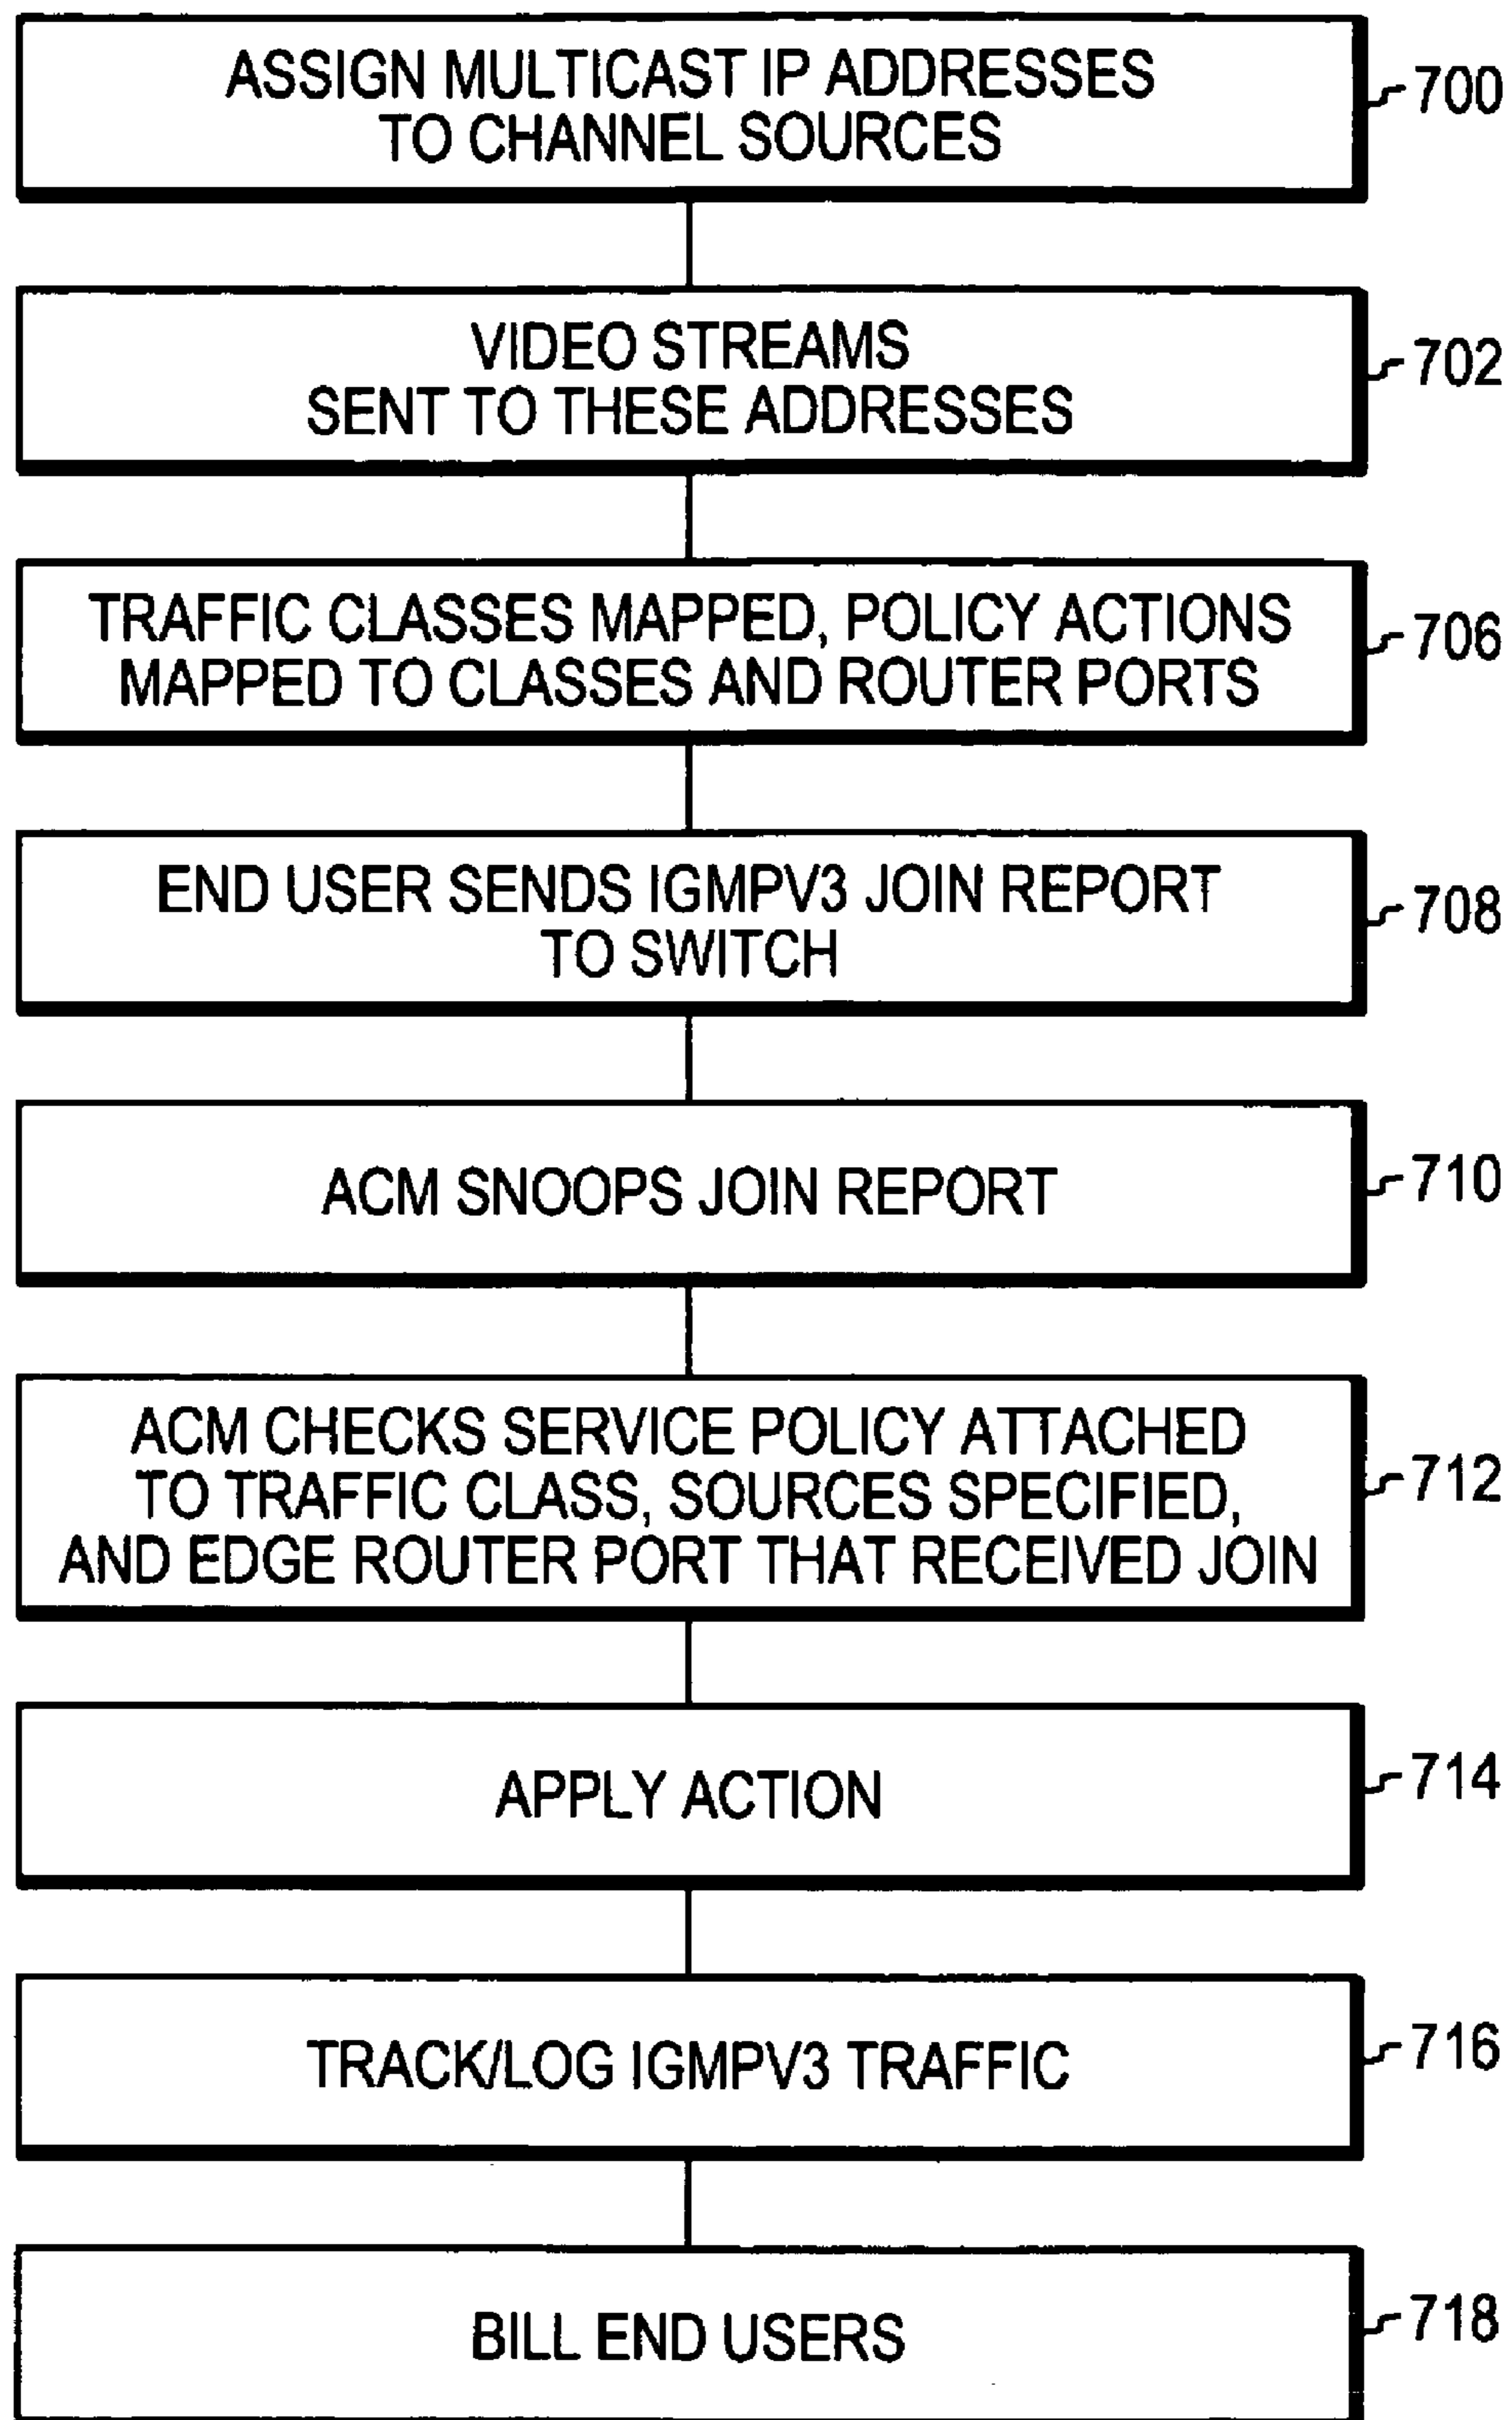 ASSIGN MULTICAST IP ADDRESSES
TO CHANNEL SOURCES
700
VIDEO STREAMS
SENT TO THESE ADDRESSES
702
TRAFFIC CLASSES MAPPED, POLICY ACTIONS
MAPPED TO CLASSES AND ROUTER PORTS
706
END USER SENDS IGMPV3 JOIN REPORT
TO SWITCH
708
ACM SNOOPS JOIN REPORT
710
ACM CHECKS SERVICE POLICY ATTACHED
TO TRAFFIC CLASS, SOURCES SPECIFIED,
AND EDGE ROUTER PORT THAT RECEIVED JOIN
712
APPLY ACTION
714
TRACK/LOG IGMPV3 TRAFFIC
716
BILL END USERS
718